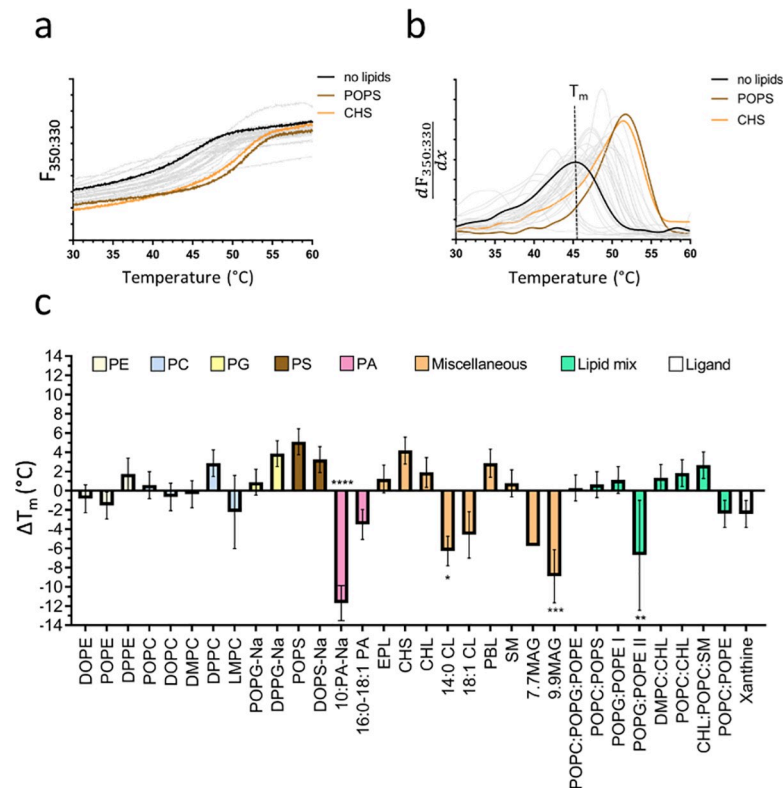 a
F350:330
no lipids
POPS
CHS
30 35 40 45 50 55 60
Temperature (°C)
b
dF350:330
dx
Tm
no lipids
POPS
CHS
30 35 40 45 50 55 60
Temperature (°C)
c
ΔTm (°C)
14
12
10
8
6
4
2
0
-2
-4
-6
-8
-10
-12
-14
PE PC PG PS PA Miscellaneous Lipid mix Ligand
****
*
***
**
DOPE
POPE
DPPE
POPC
DOPC
DMPC
DPPC
LMPC
POPG-Na
DPPG-Na
POPS
DOPS-Na
10:PA-Na
16:0-18:1 PA
EPL
CHS
CHL
14:0 CL
18:1 CL
PBL
SM
7.7MAG
9.9MAG
POPC:POPG:POPE
POPC:POPS
POPG:POPE I
POPG:POPE II
DMPC:CHL
POPC:CHL
CHL:POPC:SM
POPC:POPE
Xanthine